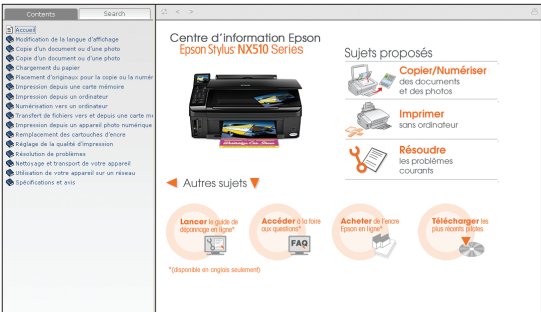 Contents
Search
Accueil
Modification de la langue d'affichage
Copie d'un document ou d'une photo
Copie d'un document ou d'une photo
Chargement du papier
Placement d'originaux pour la copie ou la numér
Impression depuis une carte mémoire
Impression depuis un ordinateur
Numérisation vers un ordinateur
Transfert de fichiers vers et depuis une carte me
Impression depuis un appareil photo numérique
Remplacement des cartouches d'encre
Réglage de la qualité d'impression
Résolution de problèmes
Nettoyage et transport de votre appareil
Utilisation de votre appareil sur un réseau
Spécifications et avis
Centre d'information Epson
Epson Stylus® NX510 Series
Sujets proposés
Copier/Numériser
des documents
et des photos
Imprimer
sans ordinateur
Résoudre
les problèmes
courants
Autres sujets
Lancer le guide de
dépannage en ligne*
Accéder à la foire
aux questions*
FAQ
Acheter de l'encre
Epson en ligne*
Télécharger les
plus récents pilotes
*(disponible en anglais seulement)